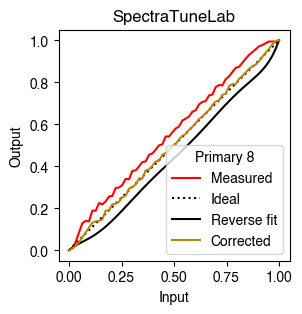 SpectraTuneLab
1.0
0.8
0.6
0.4
0.2
0.0
Output
Primary 8
Measured
Ideal
Reverse fit
Corrected
0.00
0.25
0.50
0.75
1.00
Input